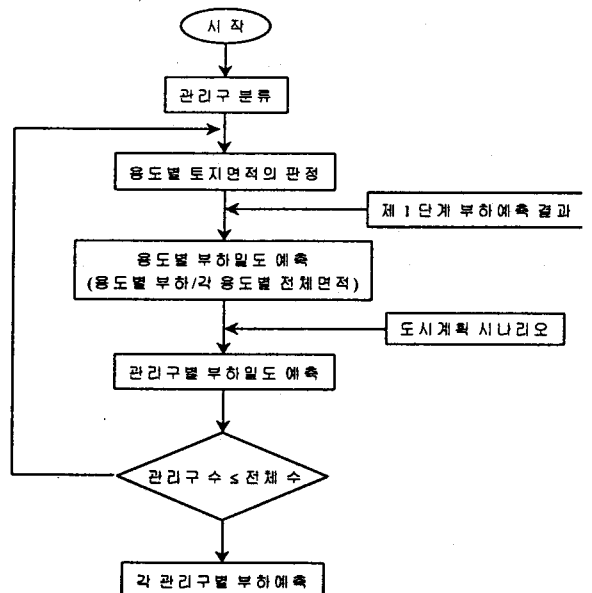 시 작
관리구 분류
용도별 토지면적의 판정
제 1 단계 부하예측 결과
용도별 부하밀도 예측
(용도별 부하/각 용도별 전체면적)
도시계획 시나리오
관리구별 부하밀도 예측
관리구 수 ≤ 전체 수
각 관리구별 부하예측